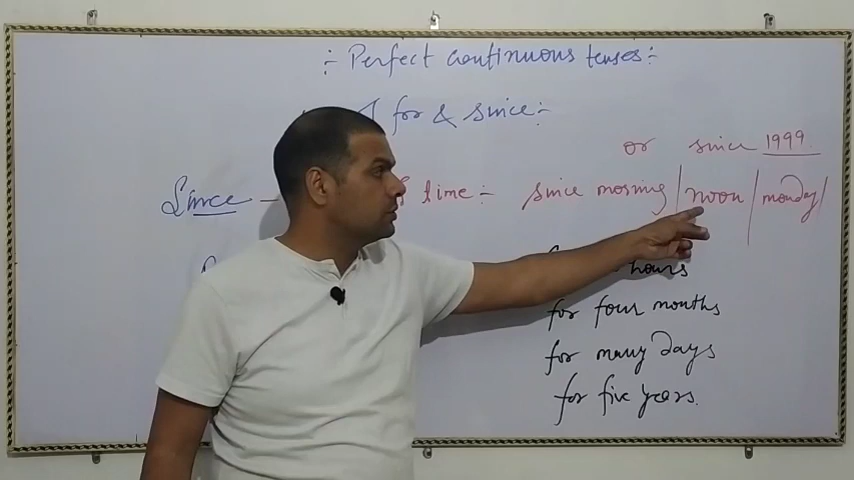 :- Perfect continuous tenses :-
for & since :-
or since 1999.
Since - time :- since morning | noon | monday |
hours
for four months
for many days
for five years.